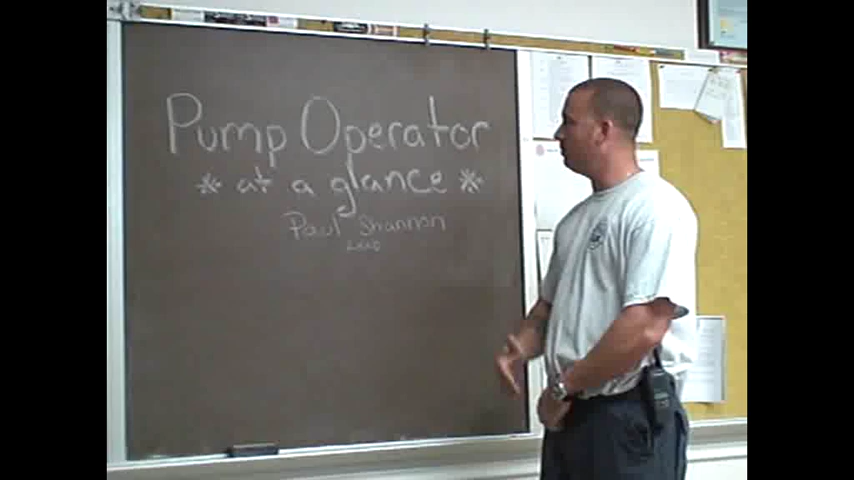 Pump Operator
* at a glance *
Paul Shannon